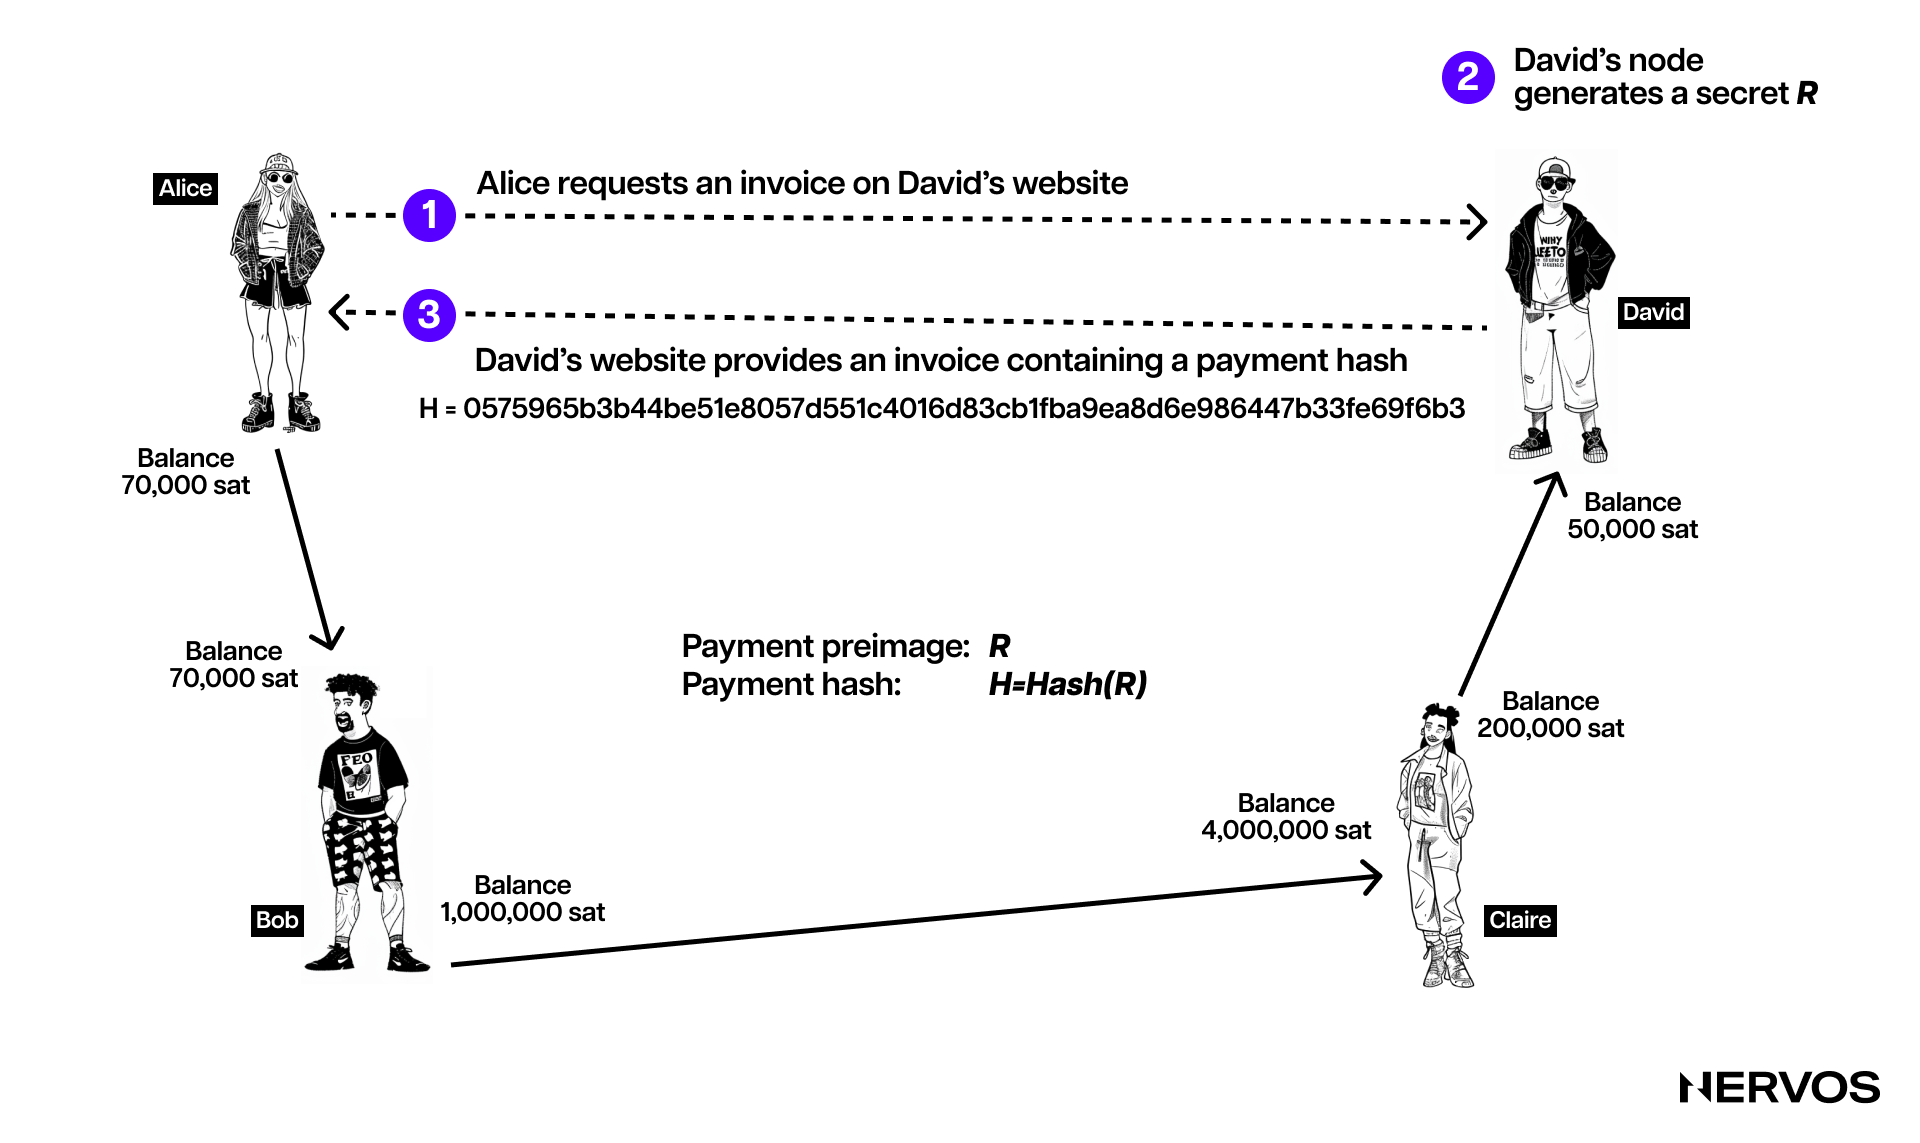 2
David's node
generates a secret R
Alice
1
Alice requests an invoice on David's website
WHY
David
3
David's website provides an invoice containing a payment hash
H = 0575965b3b44be51e8057d551c4016d83cb1fba9ea8d6e986447b33fe69f6b3
Balance
70,000 sat
Balance
50,000 sat
Balance
70,000 sat
Payment preimage: R
Payment hash: H=Hash(R)
Balance
200,000 sat
FEO
Balance
4,000,000 sat
Balance
1,000,000 sat
Bob
Claire
NERVOS